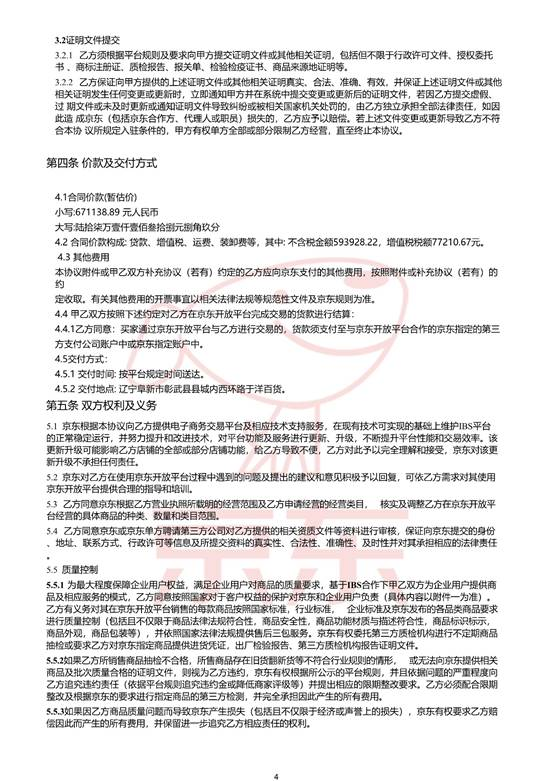 3.2证明文件提交
3.2.1 乙方须根据平台规则及要求向甲方提交证明文件或其他相关证明，包括但不限于行政许可文件、授权委托
书 、商标注册证、质检报告、报关单、检验检疫证书、商品来源地证明等。
3.2.2 乙方保证向甲方提供的上述证明文件或其他相关证明真实、合法、准确、有效，并保证上述证明文件或其他
相关证明发生任何变更或更新时，立即通知甲方并在系统中提交变更或更新后的证明文件，若因乙方提交虚假、
过 期文件或未及时更新或通知证明文件导致纠纷或被相关国家机关处罚的，由乙方独立承担全部法律责任，如因
此造 成京东（包括京东合作方、代理人或职员）损失的，乙方应予以赔偿。若上述文件变更或更新导致乙方不符
合本协 议所规定入驻条件的，甲方有权单方全部或部分限制乙方经营，直至终止本协议。
第四条 价款及交付方式
4.1合同价款(暂估价)
小写:671138.89 元人民币
大写:陆拾柒万壹仟壹佰叁拾捌元捌角玖分
4.2 合同价款构成: 货款、增值税、运费、装卸费等，其中: 不含税金额593928.22，增值税税额77210.67元。
4.3 其他费用
本协议附件或甲乙双方补充协议（若有）约定的乙方应向京东支付的其他费用，按照附件或补充协议（若有）的
约
定收取。有关其他费用的开票事宜以相关法律法规等规范性文件及京东规则为准。
4.4 甲乙双方按照下述约定对乙方在京东开放平台完成交易的货款进行结算：
4.4.1乙方同意：买家通过京东开放平台与乙方进行交易的，货款须支付至与京东开放平台合作的京东指定的第三
方支付公司账户中或京东指定账户中。
4.5交付方式：
4.5.1 交付时间: 按平台规定时间送达。
4.5.2 交付地点: 辽宁阜新市彰武县县城内西环路于洋百货。
第五条 双方权利及义务
5.1 京东根据本协议向乙方提供电子商务交易平台及相应技术支持服务，在现有技术可实现的基础上维护IBS平台
的正常稳定运行，并努力提升和改进技术，对平台功能及服务进行更新、升级，不断提升平台性能和交易效率。该
更新升级可能影响乙方店铺的全部或部分店铺功能，给乙方导致不便，乙方对此予以完全理解和接受，京东对该更
新升级不承担任何责任。
5.2 京东对乙方在使用京东开放平台过程中遇到的问题及提出的建议和意见积极予以回复，可依乙方需求对其使用
京东开放平台提供合理的指导和培训。
5.3 乙方同意京东根据乙方营业执照所载明的经营范围及乙方申请经营的经营类目， 核实及调整乙方在京东开放平
台经营的具体商品的种类、数量和类目范围。
5.4 乙方同意京东或京东单方聘请第三方公司对乙方提供的相关资质文件等资料进行审核，保证向京东提交的身份
、地址、联系方式、行政许可等信息及所提交资料的真实性、合法性、准确性、及时性并对其承担相应的法律责任
。
5.5 质量控制
5.5.1 为最大程度保障企业用户权益，满足企业用户对商品的质量要求，基于IBS合作下甲乙双方为企业用户提供商
品及相应服务的模式，乙方同意按照国家对于客户权益的保护对京东和企业用户负责（具体内容以附件一为准）。
乙方有义务对其在京东开放平台销售的每款商品按照国家标准，行业标准， 企业标准及京东发布的各品类商品要求
进行质量控制（包括且不仅限于商品法律法规符合性，商品安全性，商品功能材质与描述符合性，商品标识标示，
商品外观，商品包装等），并依照国家法律法规提供售后三包服务。京东有权委托第三方质检机构进行不定期商品
抽检或要求乙方对京东指定商品提供进货凭证，出厂检验报告、第三方质检机构报告证明文件。
5.5.2如果乙方所销售商品抽检不合格，所售商品存在旧货翻新货等不符合行业规则的情形， 或无法向京东提供相关
商品及批次质量合格的证明文件，则视为乙方违约，京东有权根据所公示的平台规则，并且依据问题的严重程度向
乙方追究违约责任（依据平台规则追究违约金或降低商家评级等）并提出相应的限期整改要求。乙方必须配合限期
整改及根据京东的要求进行指定商品的第三方检测，并完全承担因此产生的所有费用。
5.5.3如果因乙方商品质量问题而导致京东产生损失（包括且不仅限于经济或声誉上的损失），京东有权要求乙方赔
偿因此而产生的所有费用，并保留进一步追究乙方相应责任的权利。
京东
4